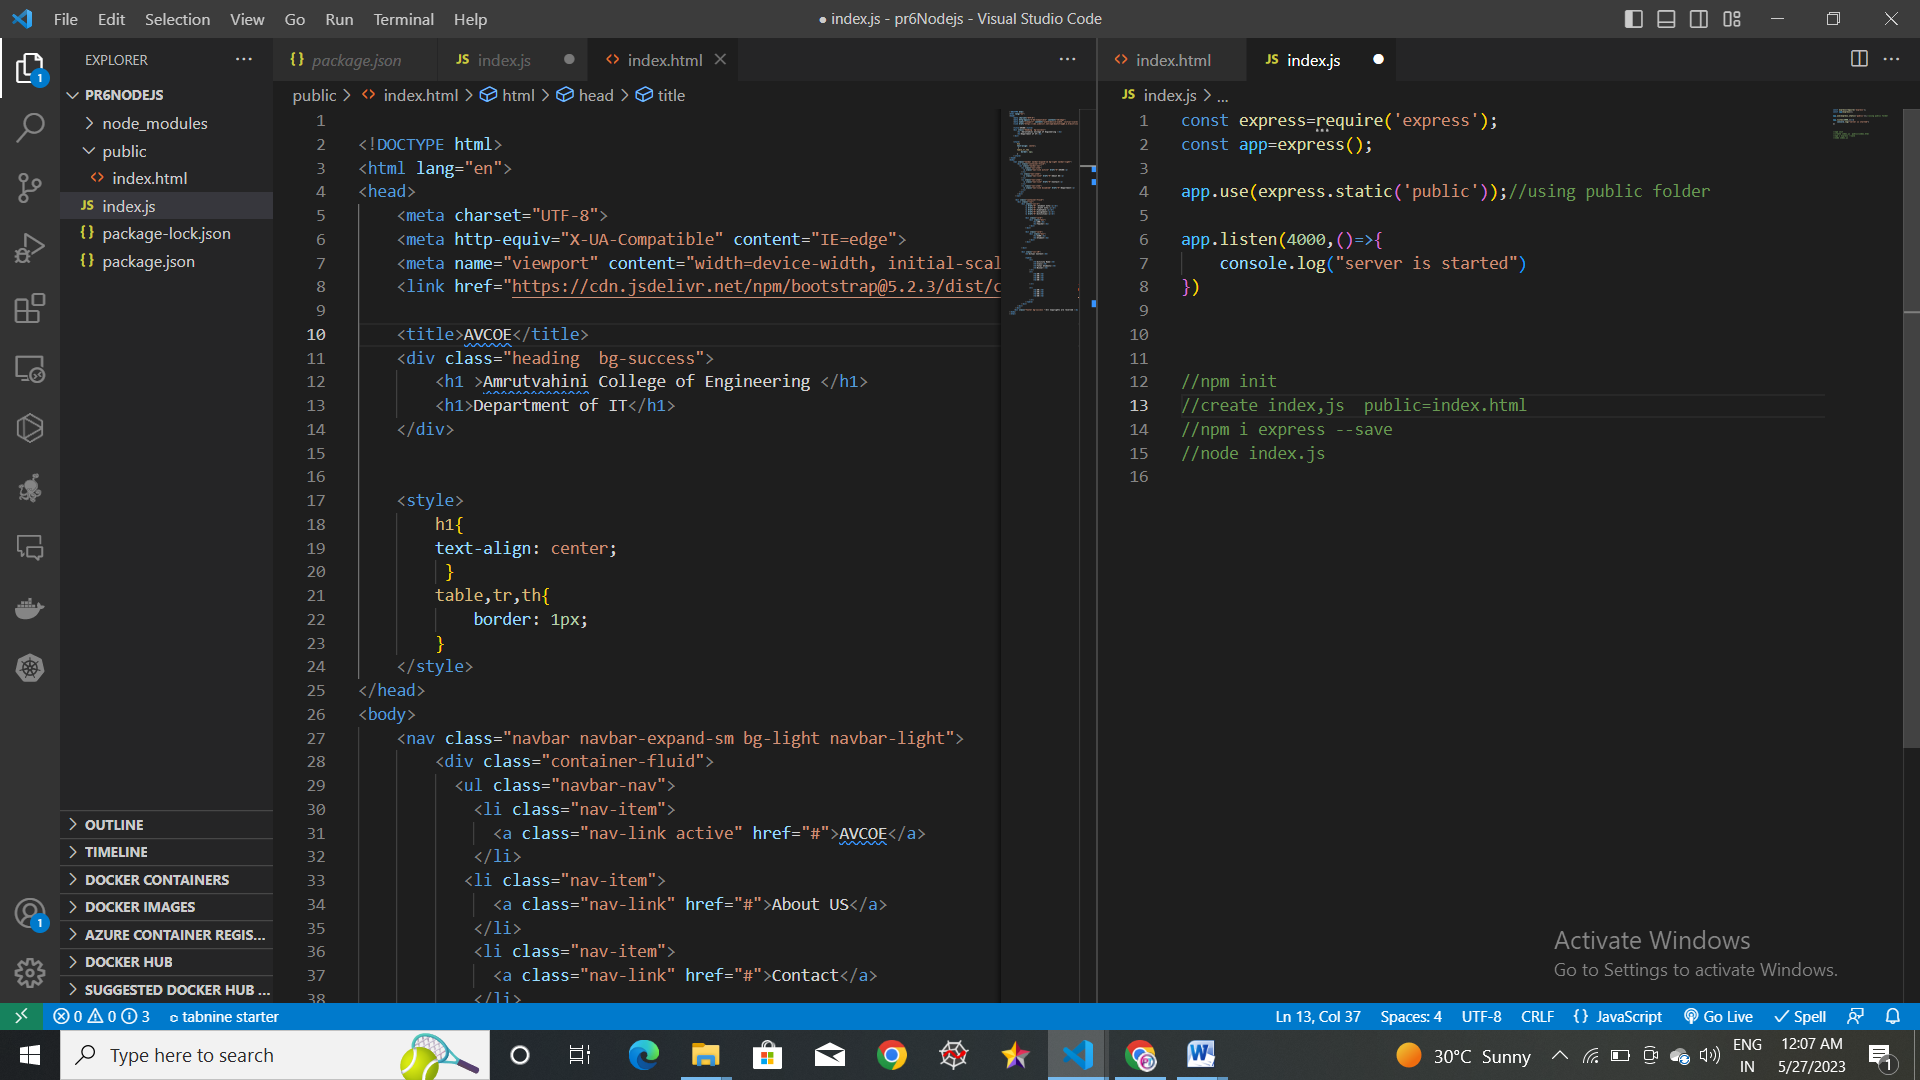 File Edit Selection View Go Run Terminal Help
● index.js - pr6Nodejs - Visual Studio Code
EXPLORER
PR6NODEJS
node_modules
public
<> index.html
JS index.js
{} package-lock.json
{} package.json
OUTLINE
TIMELINE
DOCKER CONTAINERS
DOCKER IMAGES
AZURE CONTAINER REGIS...
DOCKER HUB
SUGGESTED DOCKER HUB ...
1
1
{} package.json JS index.js ● <> index.html
public > <> index.html > html > head > title
1
2 <!DOCTYPE html>
3 <html lang="en">
4 <head>
5 <meta charset="UTF-8">
6 <meta http-equiv="X-UA-Compatible" content="IE=edge">
7 <meta name="viewport" content="width=device-width, initial-scal
8 <link href="https://cdn.jsdelivr.net/npm/bootstrap@5.2.3/dist/c
9
10 <title>AVCOE</title>
11 <div class="heading  bg-success">
12 <h1 >Amrutvahini College of Engineering </h1>
13 <h1>Department of IT</h1>
14 </div>
15
16
17 <style>
18 h1{
19 text-align: center;
20 }
21 table,tr,th{
22 border: 1px;
23 }
24 </style>
25 </head>
26 <body>
27 <nav class="navbar navbar-expand-sm bg-light navbar-light">
28 <div class="container-fluid">
29 <ul class="navbar-nav">
30 <li class="nav-item">
31 <a class="nav-link active" href="#">AVCOE</a>
32 </li>
33 <li class="nav-item">
34 <a class="nav-link" href="#">About US</a>
35 </li>
36 <li class="nav-item">
37 <a class="nav-link" href="#">Contact</a>
38 </li>
<> index.html JS index.js ●
JS index.js > ...
1 const express=require('express');
2 const app=express();
3
4 app.use(express.static('public'));//using public folder
5
6 app.listen(4000,()=>{
7 console.log("server is started")
8 })
9
10
11
12 //npm init
13 //create index,js  public=index.html
14 //npm i express --save
15 //node index.js
16
Activate Windows
Go to Settings to activate Windows.
0 0 3 tabnine starter
Ln 13, Col 37 Spaces: 4 UTF-8 CRLF {} JavaScript Go Live Spell
Type here to search
30°C Sunny
ENG
IN
12:07 AM
5/27/2023
1